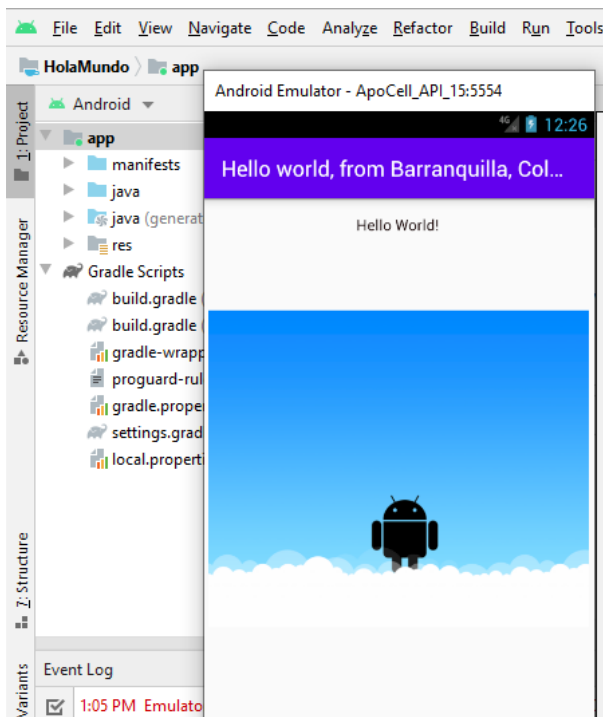 File Edit View Navigate Code Analyze Refactor Build Run Tools
HolaMundo app
Android
1: Project
Resource Manager
7: Structure
Variants
app
manifests
java
java (generat
res
Gradle Scripts
build.gradle (
build.gradle (
gradle-wrapp
proguard-rul
gradle.proper
settings.grad
local.properti
Event Log
1:05 PM Emulato
Android Emulator - ApoCell_API_15:5554
4G 12:26
Hello world, from Barranquilla, Col...
Hello World!